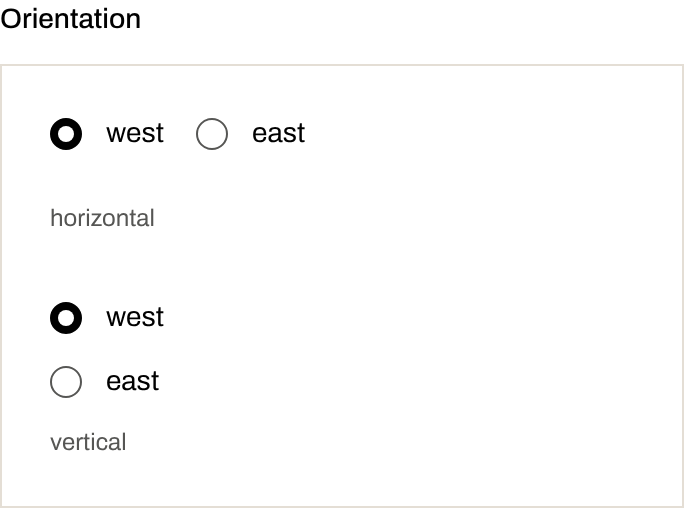 Orientation
west east
horizontal
west
east
vertical